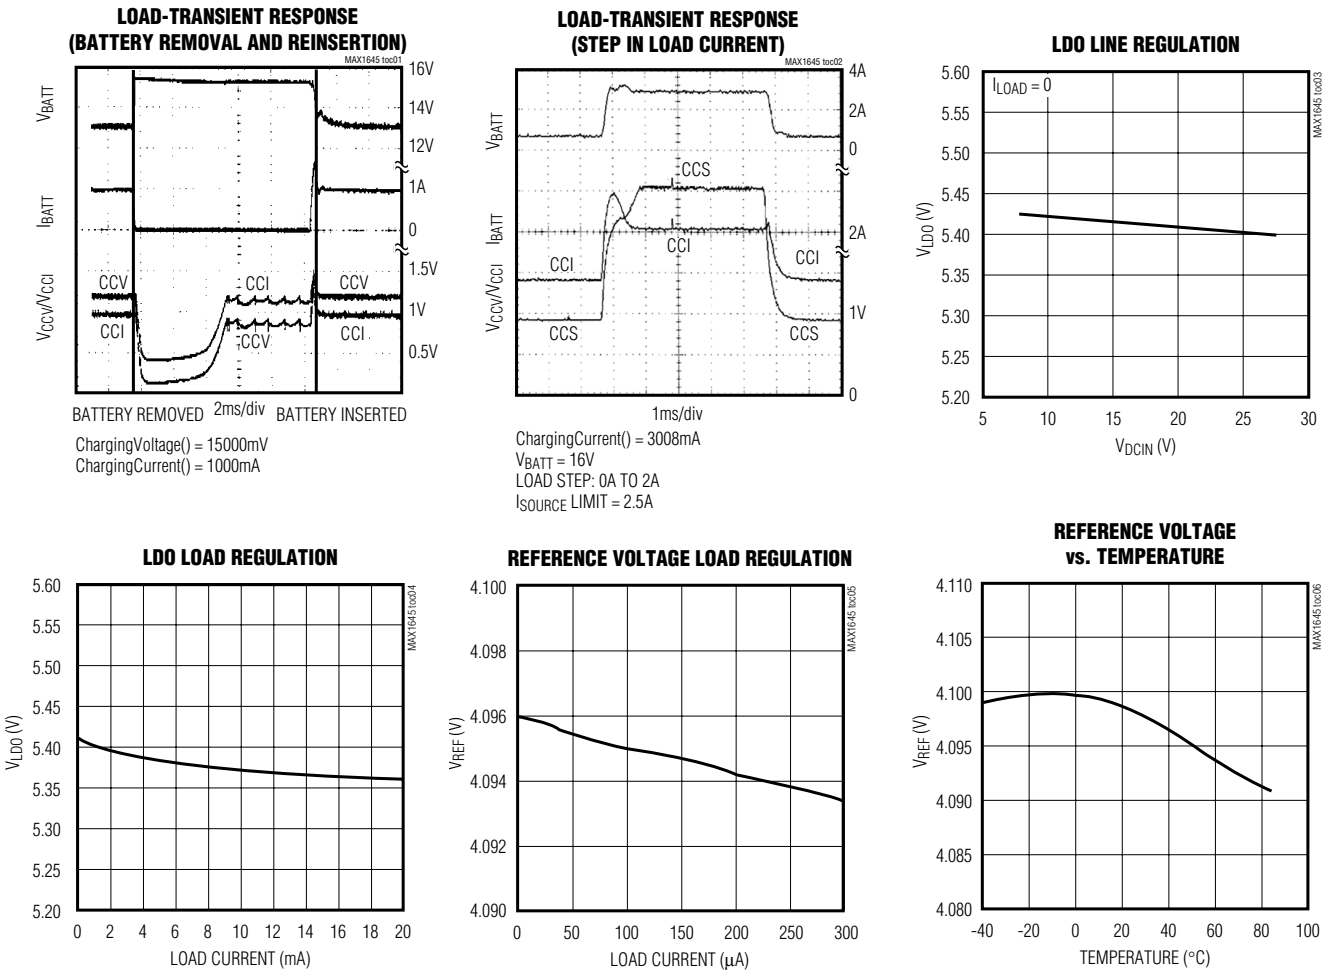 LOAD-TRANSIENT RESPONSE
(BATTERY REMOVAL AND REINSERTION)
MAX1645 toc01
VBATT
IBATT
VCCV/VCCI
16V
14V
12V
1A
0
1.5V
1V
0.5V
CCV
CCI
CCI
CCV
CCV
CCI
BATTERY REMOVED
2ms/div
BATTERY INSERTED
ChargingVoltage() = 15000mV
ChargingCurrent() = 1000mA
LOAD-TRANSIENT RESPONSE
(STEP IN LOAD CURRENT)
MAX1645 toc02
VBATT
IBATT
VCCV/VCCI
4A
2A
0
2A
1V
0
CCS
CCI
CCI
CCI
CCS
CCS
1ms/div
ChargingCurrent() = 3008mA
VBATT = 16V
LOAD STEP: 0A TO 2A
ISOURCE LIMIT = 2.5A
LDO LINE REGULATION
MAX1645 toc03
ILOAD = 0
VLDO (V)
5.60
5.55
5.50
5.45
5.40
5.35
5.30
5.25
5.20
5 10 15 20 25 30
VDCIN (V)
LDO LOAD REGULATION
MAX1645 toc04
VLDO (V)
5.60
5.55
5.50
5.45
5.40
5.35
5.30
5.25
5.20
0 2 4 6 8 10 12 14 16 18 20
LOAD CURRENT (mA)
REFERENCE VOLTAGE LOAD REGULATION
MAX1645 toc05
VREF (V)
4.100
4.098
4.096
4.094
4.092
4.090
0 50 100 150 200 250 300
LOAD CURRENT (µA)
REFERENCE VOLTAGE
vs. TEMPERATURE
MAX1645 toc06
VREF (V)
4.110
4.105
4.100
4.095
4.090
4.085
4.080
-40 -20 0 20 40 60 80 100
TEMPERATURE (°C)